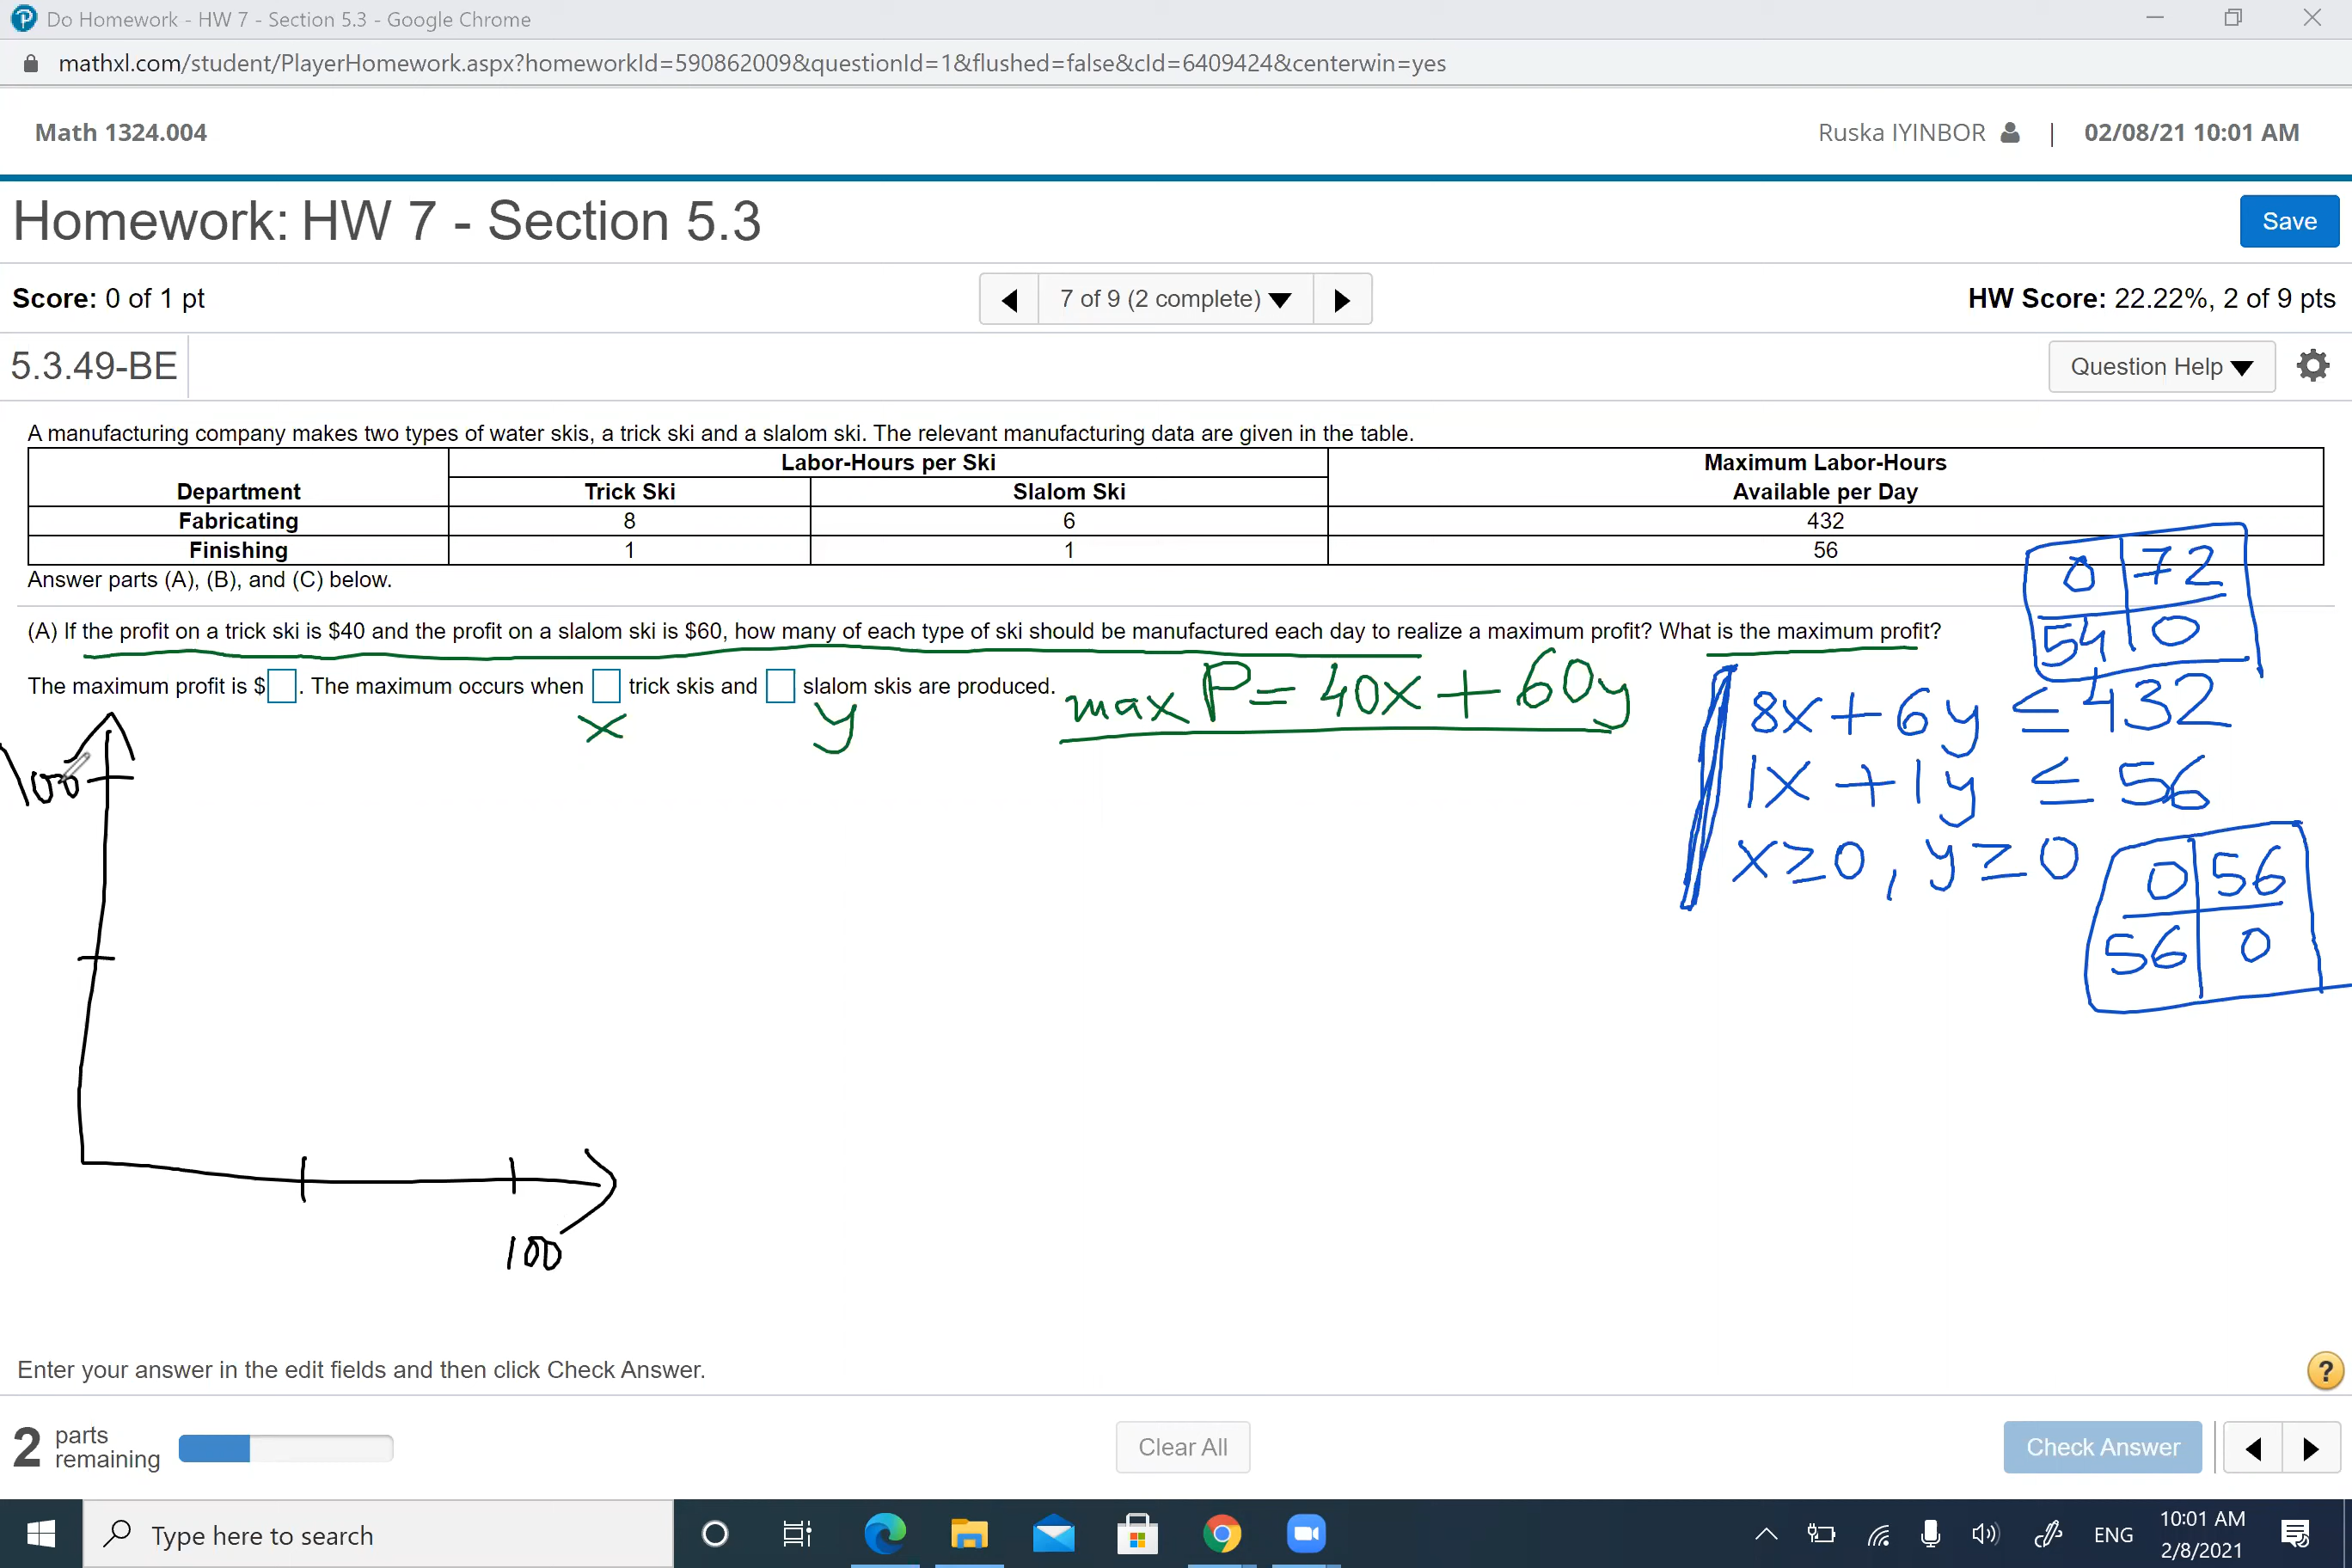 Do Homework - HW 7 - Section 5.3 - Google Chrome
mathxl.com/student/PlayerHomework.aspx?homeworkId=590862009&questionId=1&flushed=false&cId=6409424&centerwin=yes
Math 1324.004
Ruska IYINBOR | 02/08/21 10:01 AM
Homework: HW 7 - Section 5.3
Save
Score: 0 of 1 pt
7 of 9 (2 complete)
HW Score: 22.22%, 2 of 9 pts
5.3.49-BE
Question Help
A manufacturing company makes two types of water skis, a trick ski and a slalom ski. The relevant manufacturing data are given in the table.
Labor-Hours per Ski Maximum Labor-Hours
Department Trick Ski Slalom Ski Available per Day
Fabricating 8 6 432
Finishing 1 1 56
Answer parts (A), (B), and (C) below.
0 72
54 0
(A) If the profit on a trick ski is $40 and the profit on a slalom ski is $60, how many of each type of ski should be manufactured each day to realize a maximum profit? What is the maximum profit?
The maximum profit is $ . The maximum occurs when trick skis and slalom skis are produced.
x y
max P = 40x + 60y
8x + 6y ≤ 432
1x + 1y ≤ 56
x ≥ 0, y ≥ 0
0 56
56 0
100
100
Enter your answer in the edit fields and then click Check Answer.
?
2 parts remaining
Clear All
Check Answer
Type here to search
ENG
10:01 AM
2/8/2021